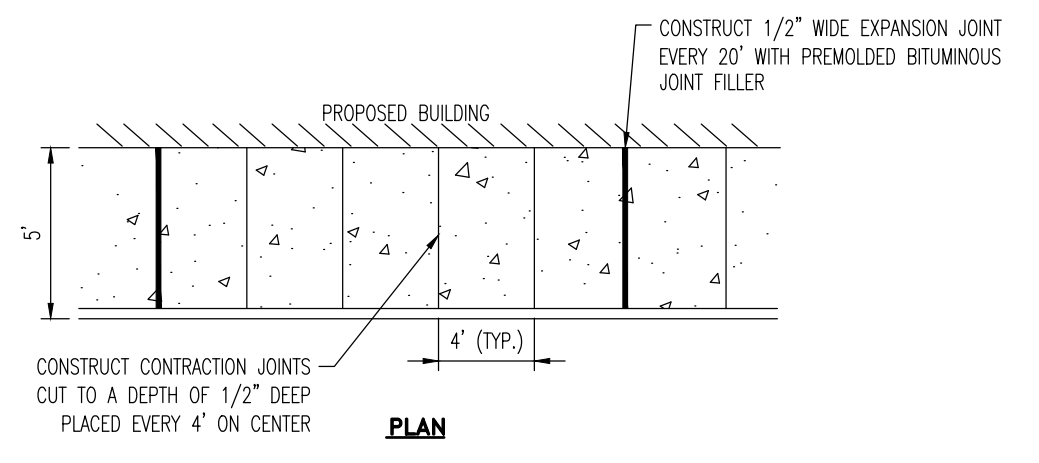 CONSTRUCT 1/2" WIDE EXPANSION JOINT
EVERY 20' WITH PREMOLDED BITUMINOUS
JOINT FILLER
PROPOSED BUILDING
5'
4' (TYP.)
CONSTRUCT CONTRACTION JOINTS
CUT TO A DEPTH OF 1/2" DEEP
PLACED EVERY 4' ON CENTER
PLAN